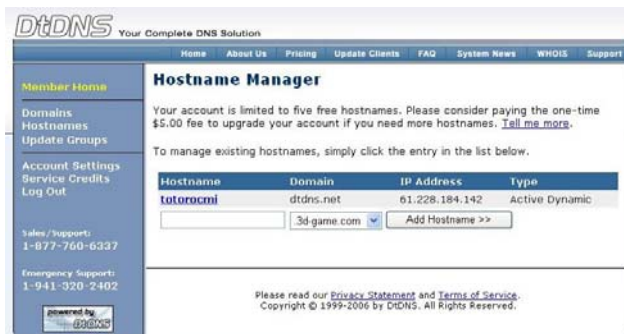 DtDNS Your Complete DNS Solution
Home About Us Pricing Update Clients FAQ System News WHOIS Support
Member Home
Domains
Hostnames
Update Groups
Account Settings
Service Credits
Log Out
Sales/Support:
1-877-760-6337
Emergency Support:
1-941-320-2402
powered by
DtDNS
Hostname Manager
Your account is limited to five free hostnames. Please consider paying the one-time
$5.00 fee to upgrade your account if you need more hostnames. Tell me more.
To manage existing hostnames, simply click the entry in the list below.
Hostname Domain IP Address Type
totorocmi dtdns.net 61.228.184.142 Active Dynamic
3d-game.com Add Hostname >>
Please read our Privacy Statement and Terms of Service.
Copyright © 1999-2006 by DtDNS. All Rights Reserved.